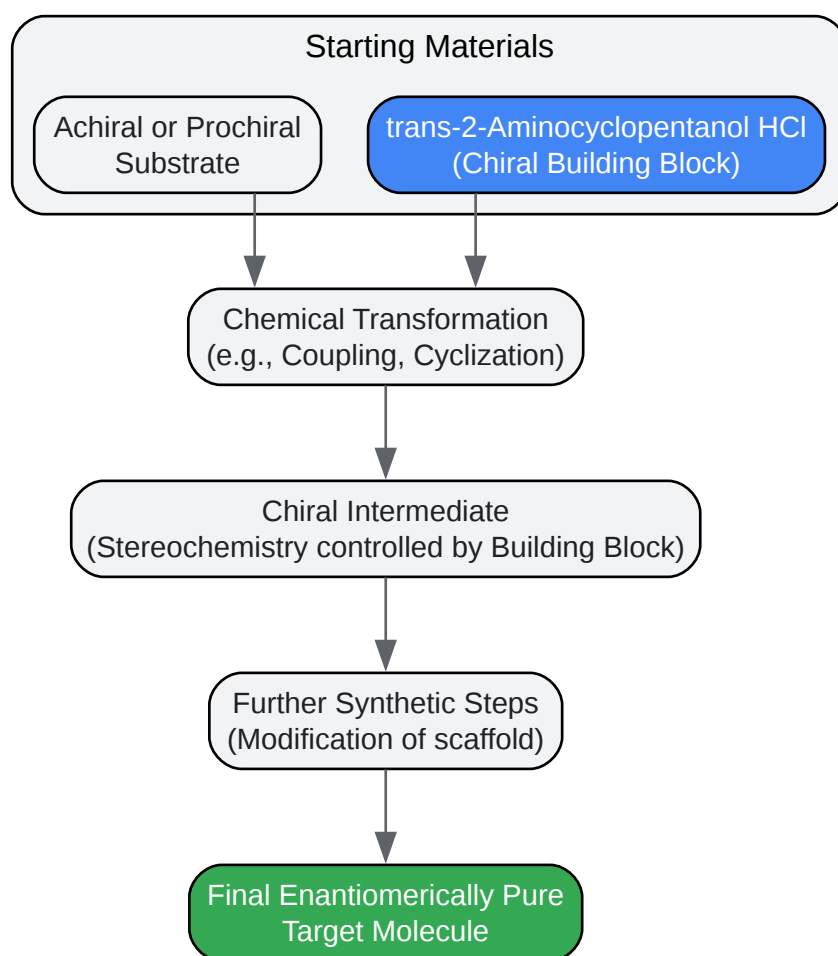 Starting Materials
Achiral or Prochiral
Substrate
trans-2-Aminocyclopentanol HCl
(Chiral Building Block)
Chemical Transformation
(e.g., Coupling, Cyclization)
Chiral Intermediate
(Stereochemistry controlled by Building Block)
Further Synthetic Steps
(Modification of scaffold)
Final Enantiomerically Pure
Target Molecule